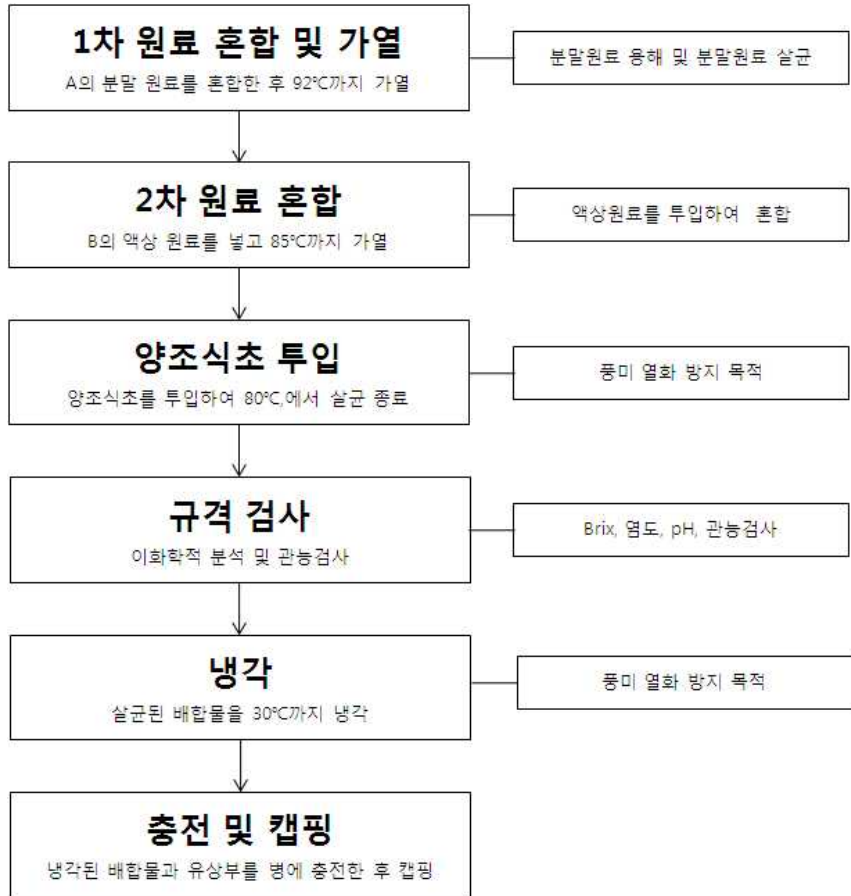 1차 원료 혼합 및 가열
A의 분말 원료를 혼합한 후 92℃까지 가열
분말원료 용해 및 분말원료 살균
2차 원료 혼합
B의 액상 원료를 넣고 85℃까지 가열
액상원료를 투입하여 혼합
양조식초 투입
양조식초를 투입하여 80℃,에서 살균 종료
풍미 열화 방지 목적
규격 검사
이화학적 분석 및 관능검사
Brix, 염도, pH, 관능검사
냉각
살균된 배합물을 30℃까지 냉각
풍미 열화 방지 목적
충전 및 캡핑
냉각된 배합물과 유상부를 병에 충전한 후 캡핑